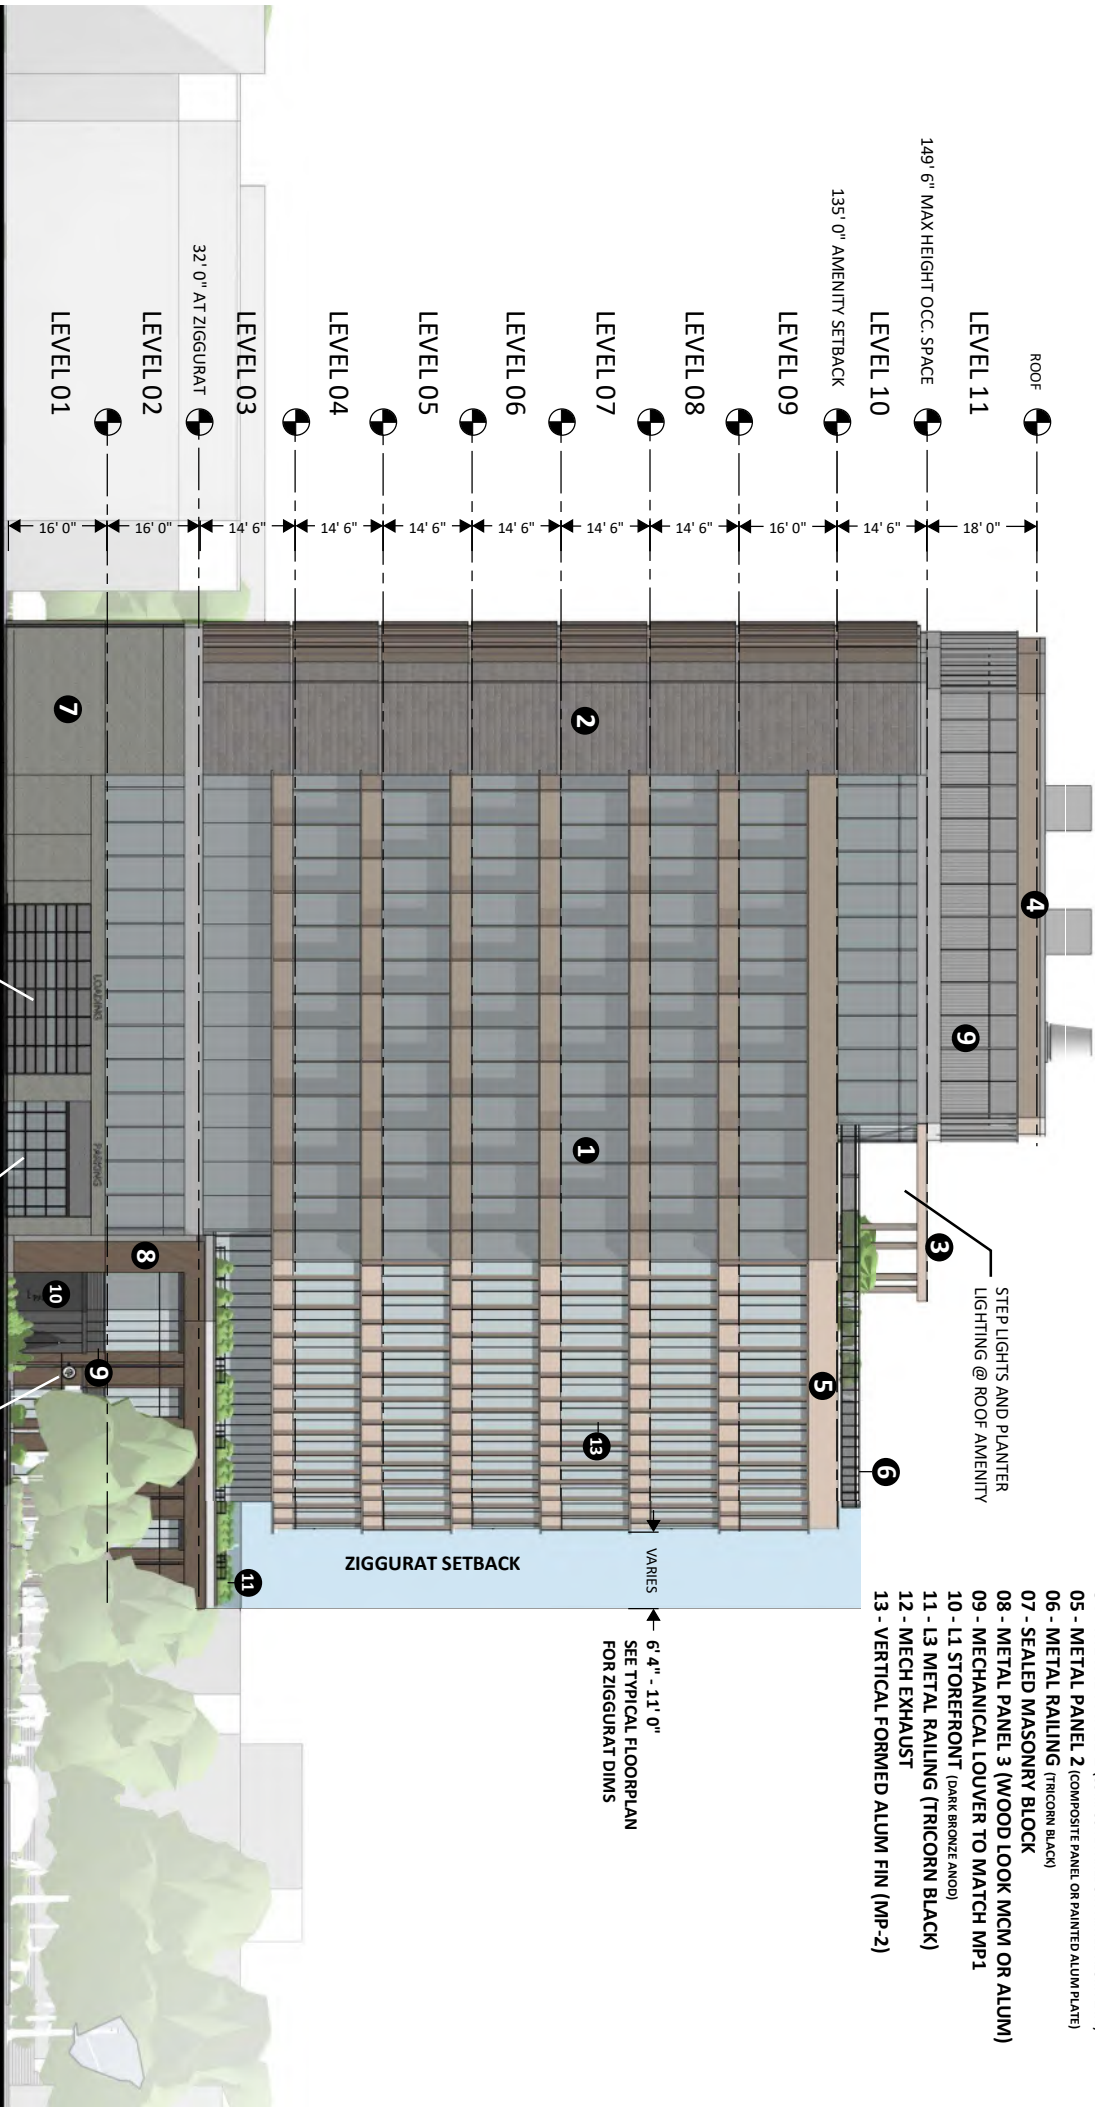 ROOF
LEVEL 11
149' 6" MAX HEIGHT OCC. SPACE
LEVEL 10
135' 0" AMENITY SETBACK
LEVEL 09
LEVEL 08
LEVEL 07
LEVEL 06
LEVEL 05
LEVEL 04
LEVEL 03
32' 0" AT ZIGGURAT
LEVEL 02
LEVEL 01
18' 0"
14' 6"
16' 0"
14' 6"
14' 6"
14' 6"
14' 6"
14' 6"
14' 6"
16' 0"
16' 0"
4
9
3
STEP LIGHTS AND PLANTER
LIGHTING @ ROOF AMENITY
6
5
2
1
13
7
8
10
9
11
LOADING
PARKING
ZIGGURAT SETBACK
VARIES
6' 4" - 11' 0"
SEE TYPICAL FLOORPLAN
FOR ZIGGURAT DIMS
05 - METAL PANEL 2 (COMPOSITE PANEL OR PAINTED ALUM PLATE)
06 - METAL RAILING (TRICORN BLACK)
07 - SEALED MASONRY BLOCK
08 - METAL PANEL 3 (WOOD LOOK MCM OR ALUM)
09 - MECHANICAL LOUVER TO MATCH MP1
10 - L1 STOREFRONT (DARK BRONZE ANOD)
11 - L3 METAL RAILING (TRICORN BLACK)
12 - MECH EXHAUST
13 - VERTICAL FORMED ALUM FIN (MP-2)